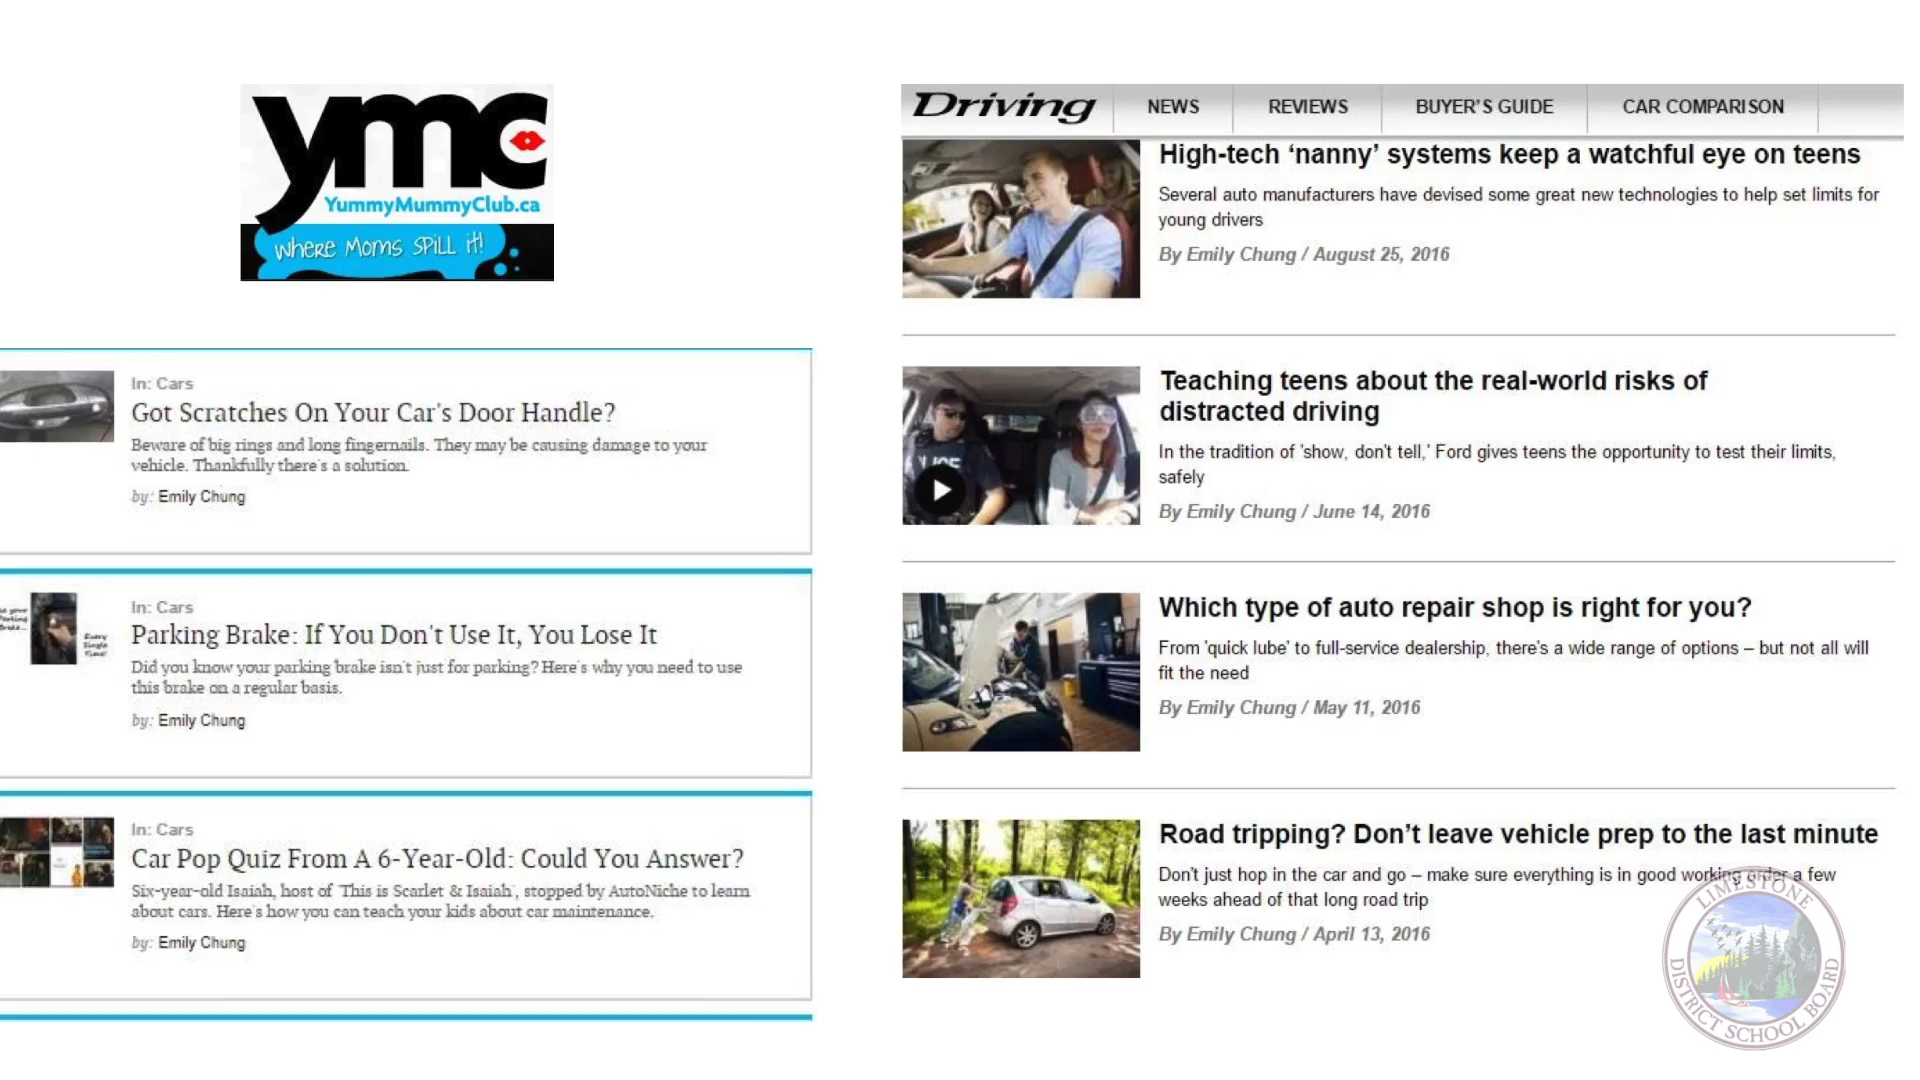 ymc
YummyMummyClub.ca
where Moms SPiLL it!
In: Cars
Got Scratches On Your Car's Door Handle?
Beware of big rings and long fingernails. They may be causing damage to your
vehicle. Thankfully there's a solution.
by: Emily Chung
In: Cars
Parking Brake: If You Don't Use It, You Lose It
Did you know your parking brake isn't just for parking? Here's why you need to use
this brake on a regular basis.
by: Emily Chung
Every
Single
Time!
In: Cars
Car Pop Quiz From A 6-Year-Old: Could You Answer?
Six-year-old Isaiah, host of 'This is Scarlet & Isaiah', stopped by AutoNiche to learn
about cars. Here's how you can teach your kids about car maintenance.
by: Emily Chung
Driving NEWS REVIEWS BUYER'S GUIDE CAR COMPARISON
High-tech ‘nanny’ systems keep a watchful eye on teens
Several auto manufacturers have devised some great new technologies to help set limits for
young drivers
By Emily Chung / August 25, 2016
Teaching teens about the real-world risks of
distracted driving
In the tradition of 'show, don't tell,' Ford gives teens the opportunity to test their limits,
safely
By Emily Chung / June 14, 2016
Which type of auto repair shop is right for you?
From 'quick lube' to full-service dealership, there's a wide range of options – but not all will
fit the need
By Emily Chung / May 11, 2016
Road tripping? Don’t leave vehicle prep to the last minute
Don't just hop in the car and go – make sure everything is in good working order a few
weeks ahead of that long road trip
By Emily Chung / April 13, 2016
LIMESTONE
DISTRICT SCHOOL BOARD